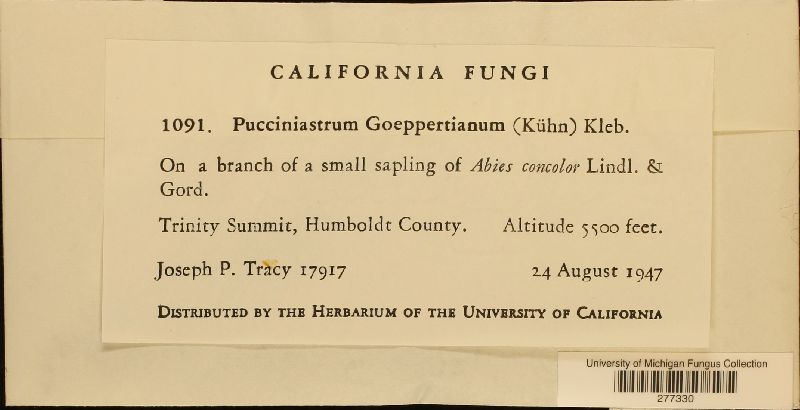 CALIFORNIA FUNGI
1091. Pucciniastrum Goeppertianum (Kühn) Kleb.
On a branch of a small sapling of Abies concolor Lindl. &
Gord.
Trinity Summit, Humboldt County. Altitude 5500 feet.
Joseph P. Tracy 17917 24 August 1947
DISTRIBUTED BY THE HERBARIUM OF THE UNIVERSITY OF CALIFORNIA
University of Michigan Fungus Collection
277330